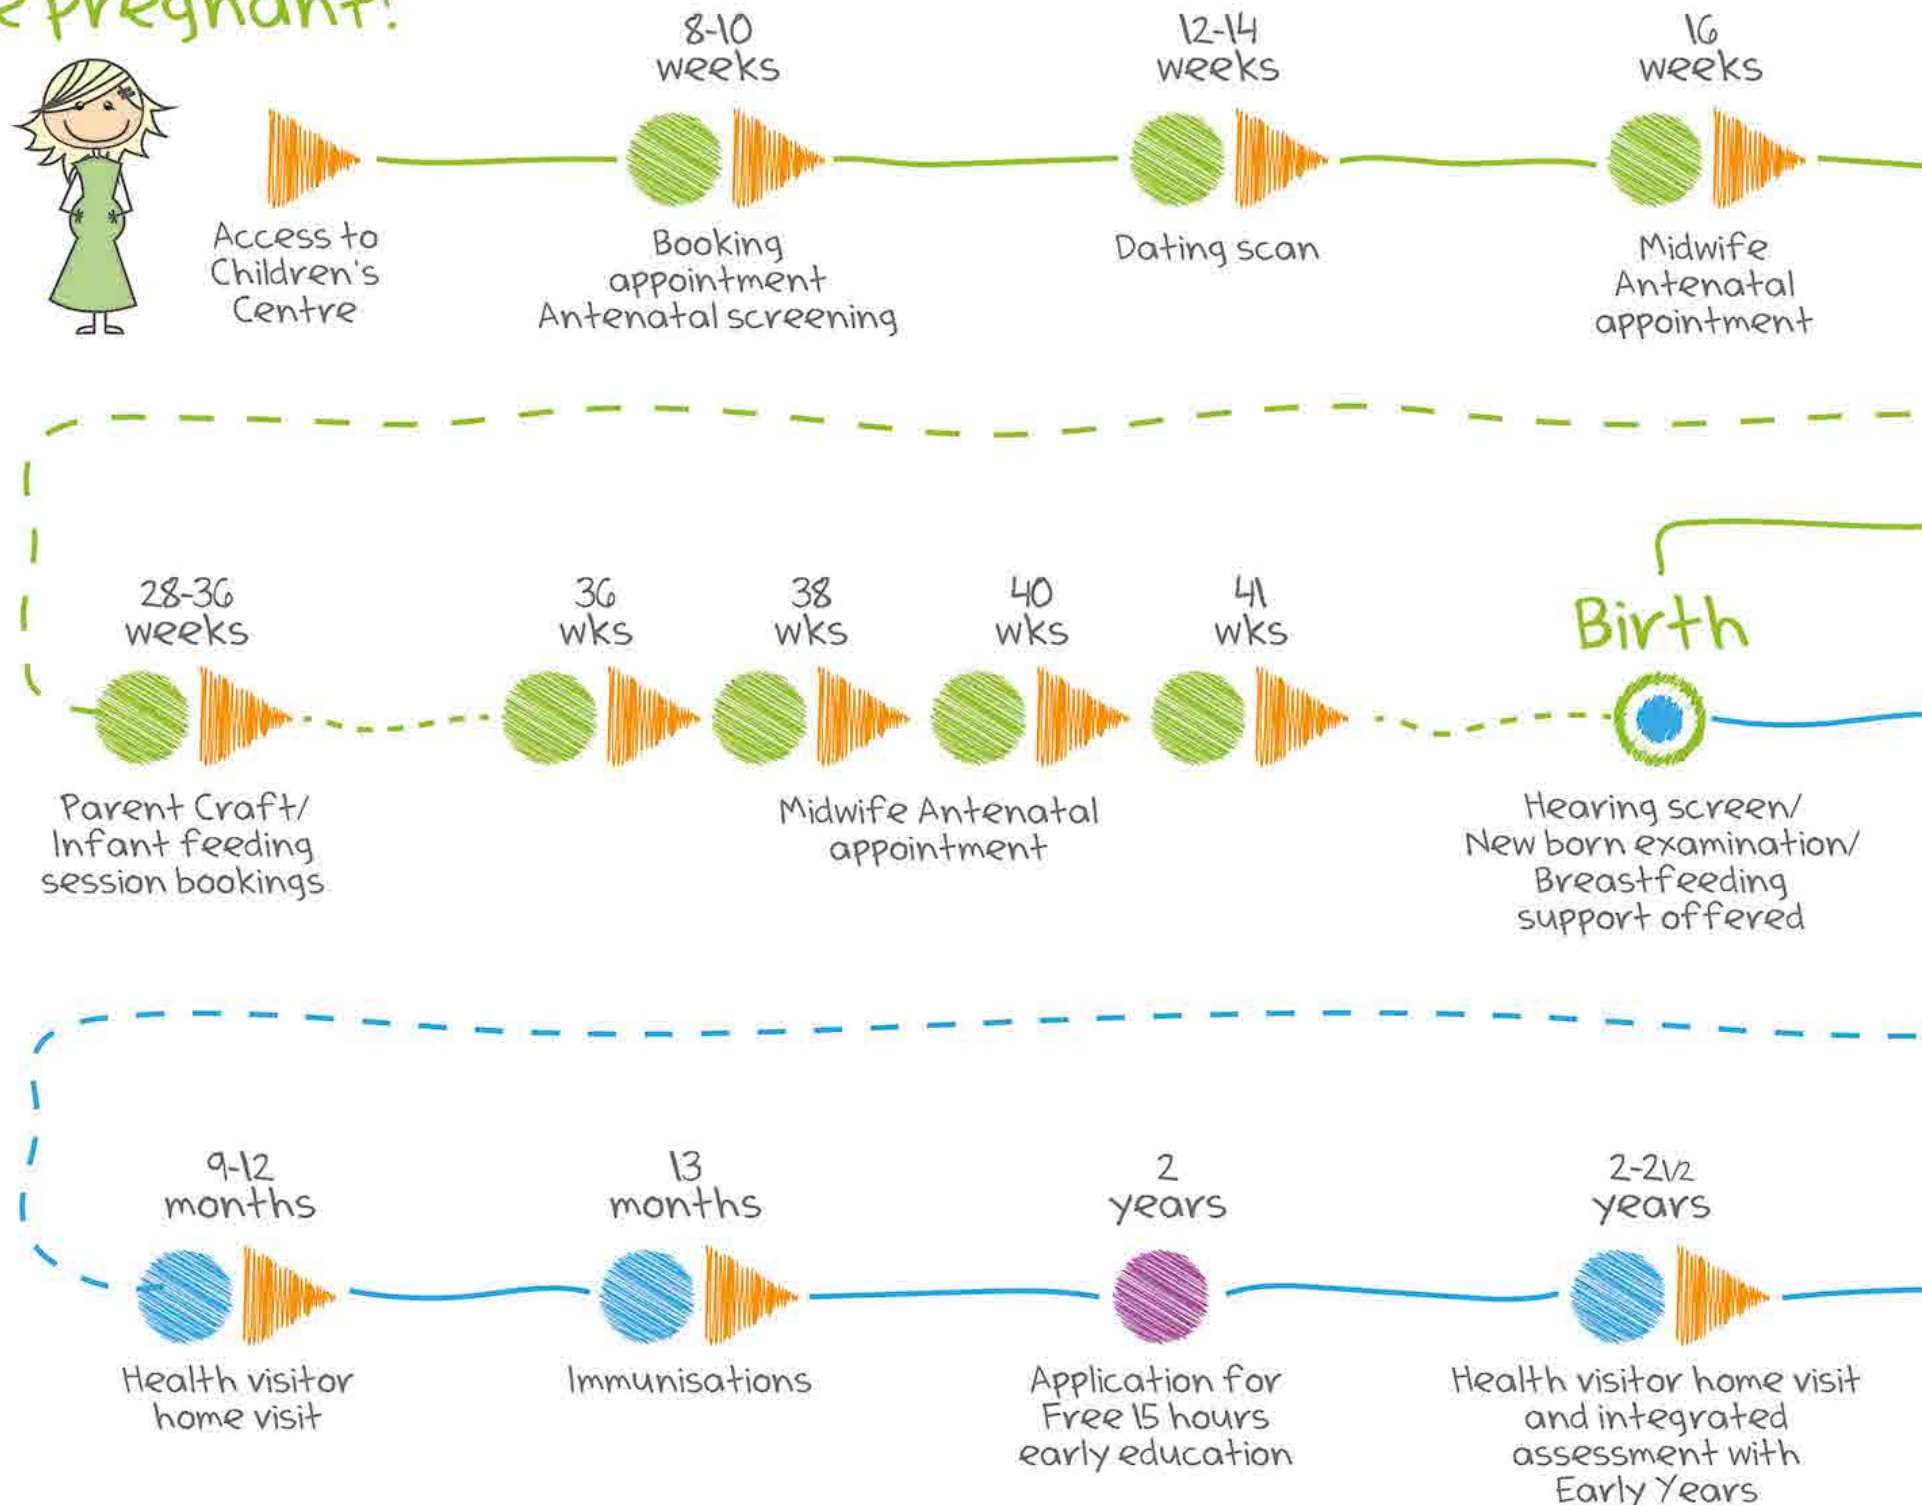 pregnant!
8-10
weeks
12-14
weeks
16
weeks
Access to
Children's
Centre
Booking
appointment
Antenatal screening
Dating scan
Midwife
Antenatal
appointment
28-36
weeks
36
wks
38
wks
40
wks
41
wks
Birth
Parent Craft/
Infant feeding
session bookings
Midwife Antenatal
appointment
Hearing screen/
New born examination/
Breastfeeding
support offered
9-12
months
13
months
2
years
2-2 1/2
years
Health visitor
home visit
Immunisations
Application for
Free 15 hours
early education
Health visitor home visit
and integrated
assessment with
Early Years